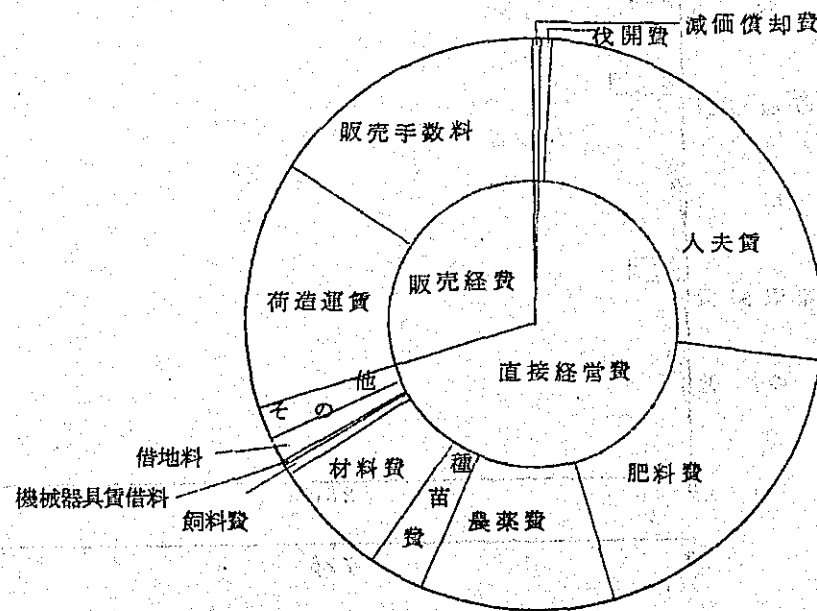 減価償却費
伐開費
販売手数料
人夫賃
販売経費
荷造運賃
直接経営費
その他
借地料
機械器具賃借料
飼料費
材料費
種苗費
農薬費
肥料費